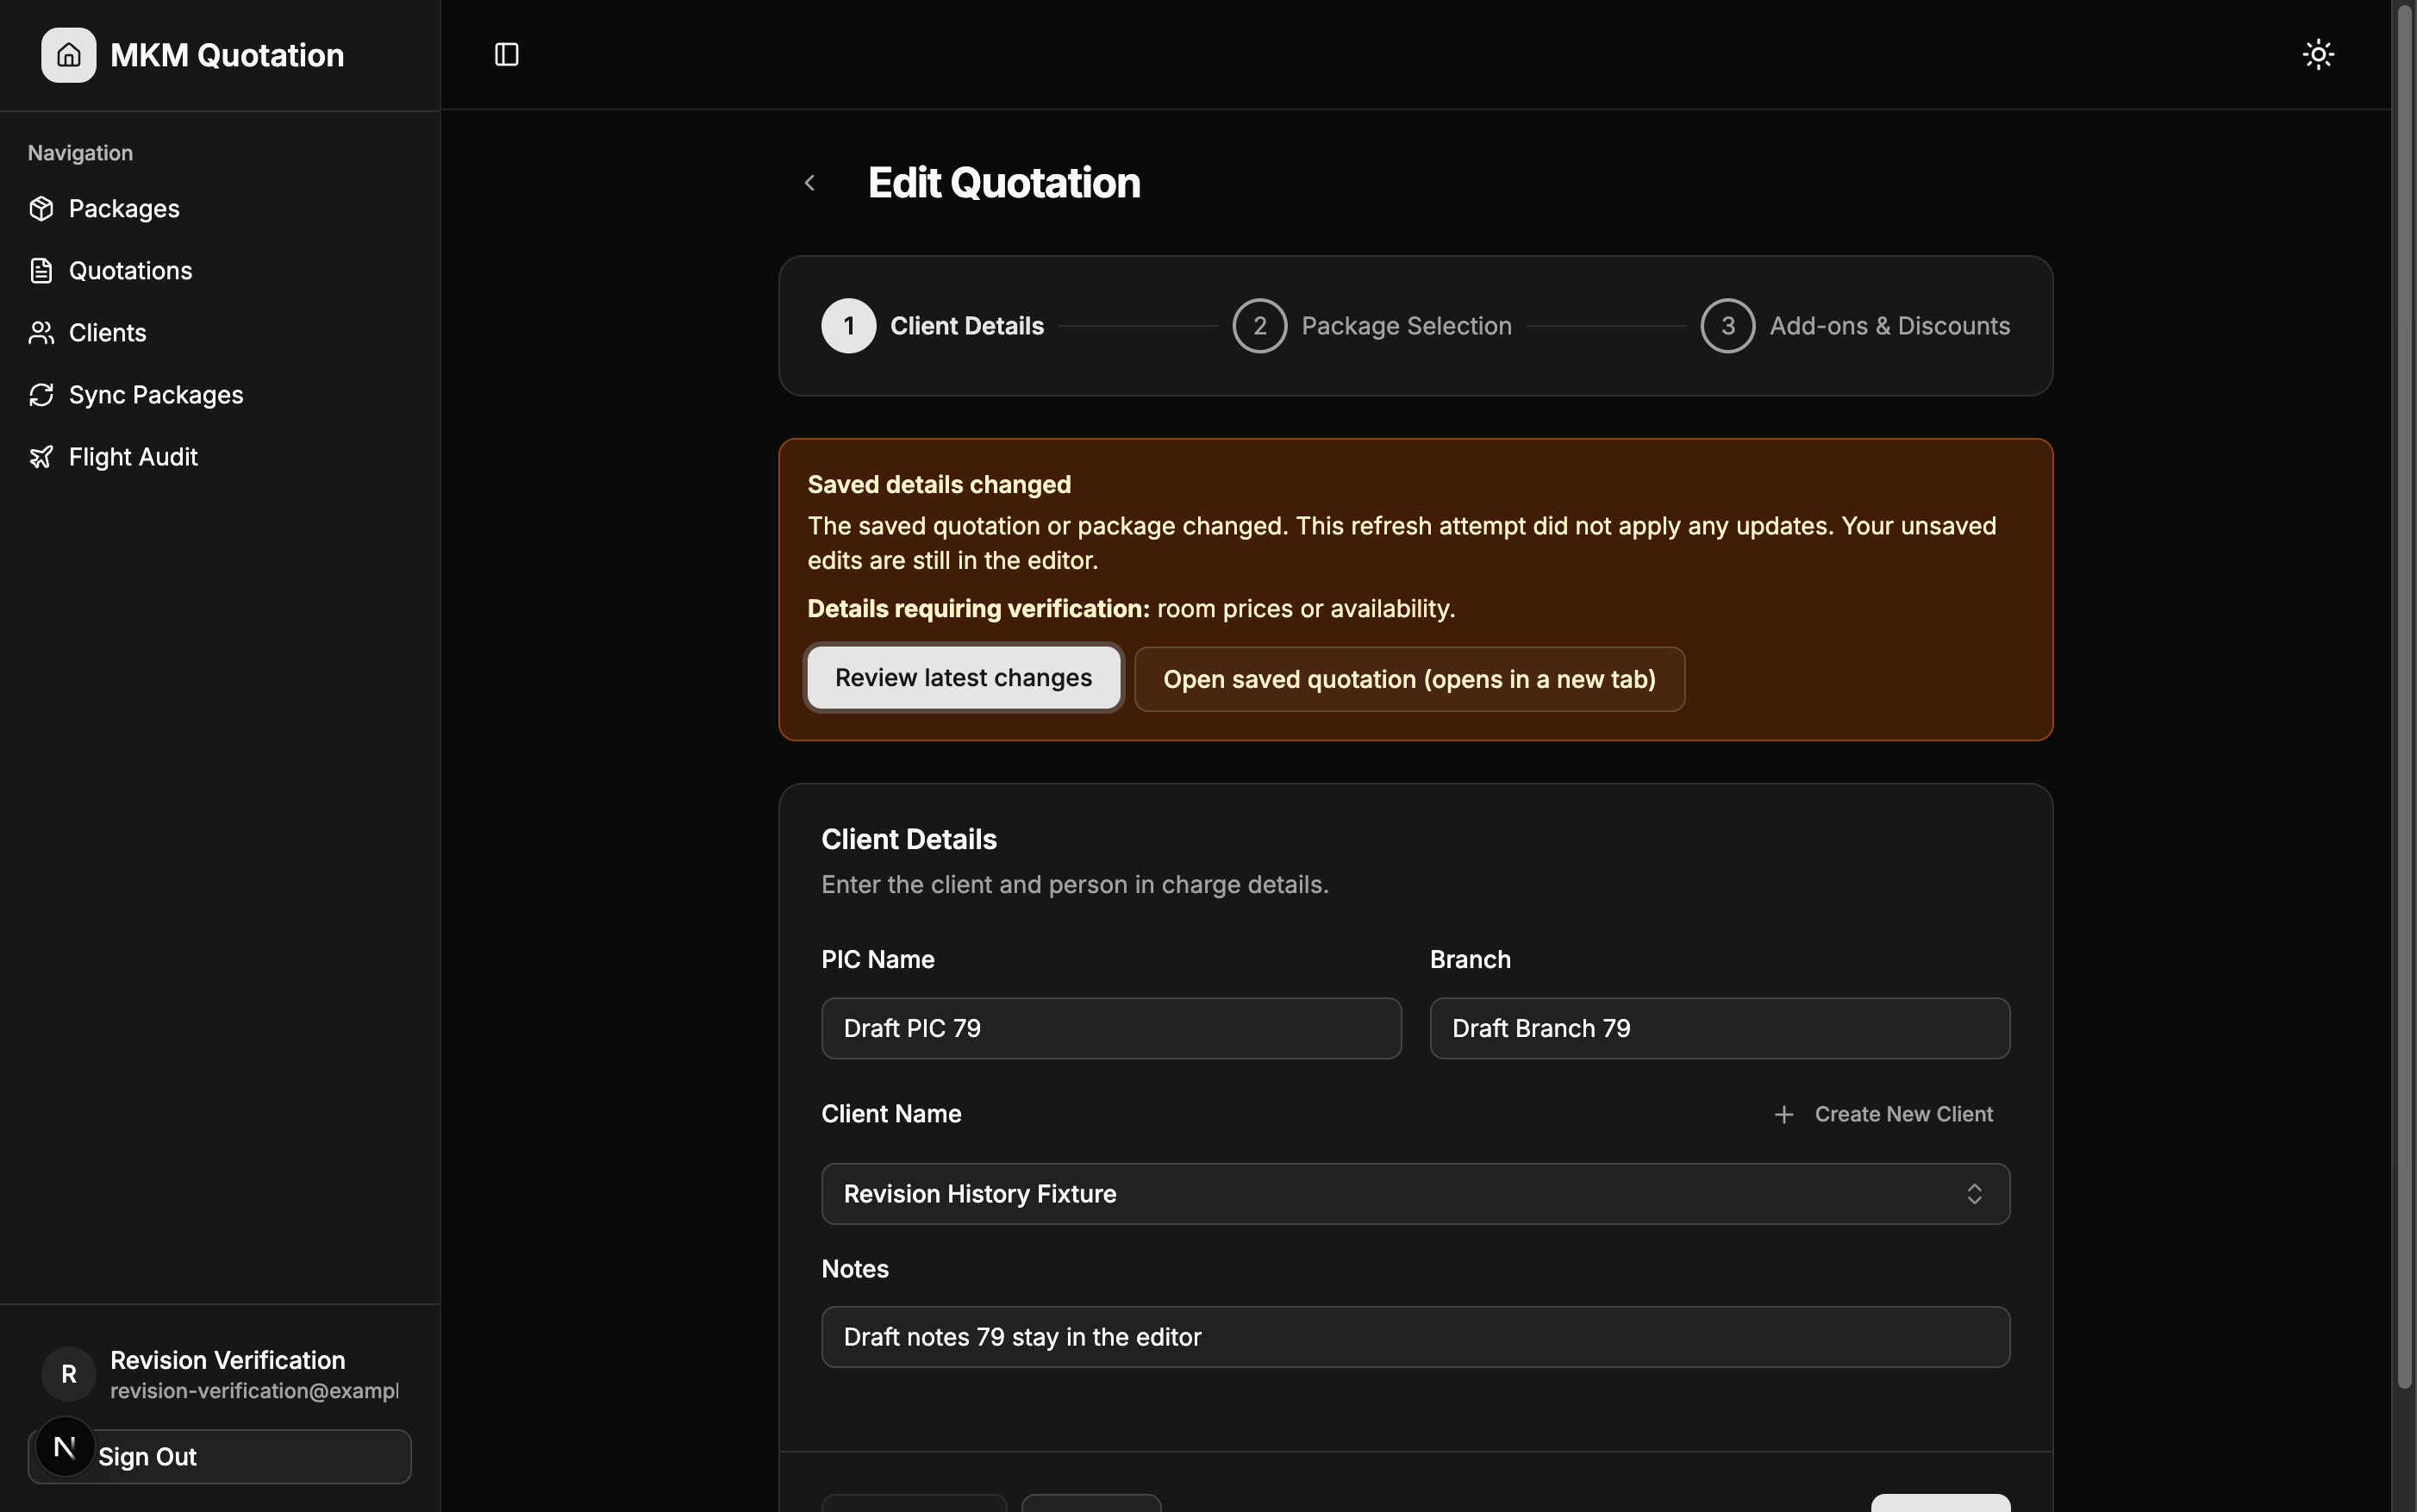 MKM Quotation
Navigation
Packages
Quotations
Clients
Sync Packages
Flight Audit
Revision Verification
R
revision-verification@exampl
N
Sign Out
Edit Quotation
1 Client Details
2 Package Selection
3 Add-ons & Discounts
Saved details changed
The saved quotation or package changed. This refresh attempt did not apply any updates. Your unsaved
edits are still in the editor.
Details requiring verification: room prices or availability.
Review latest changes
Open saved quotation (opens in a new tab)
Client Details
Enter the client and person in charge details.
PIC Name
Branch
Draft PIC 79
Draft Branch 79
Client Name
Create New Client
Revision History Fixture
Notes
Draft notes 79 stay in the editor